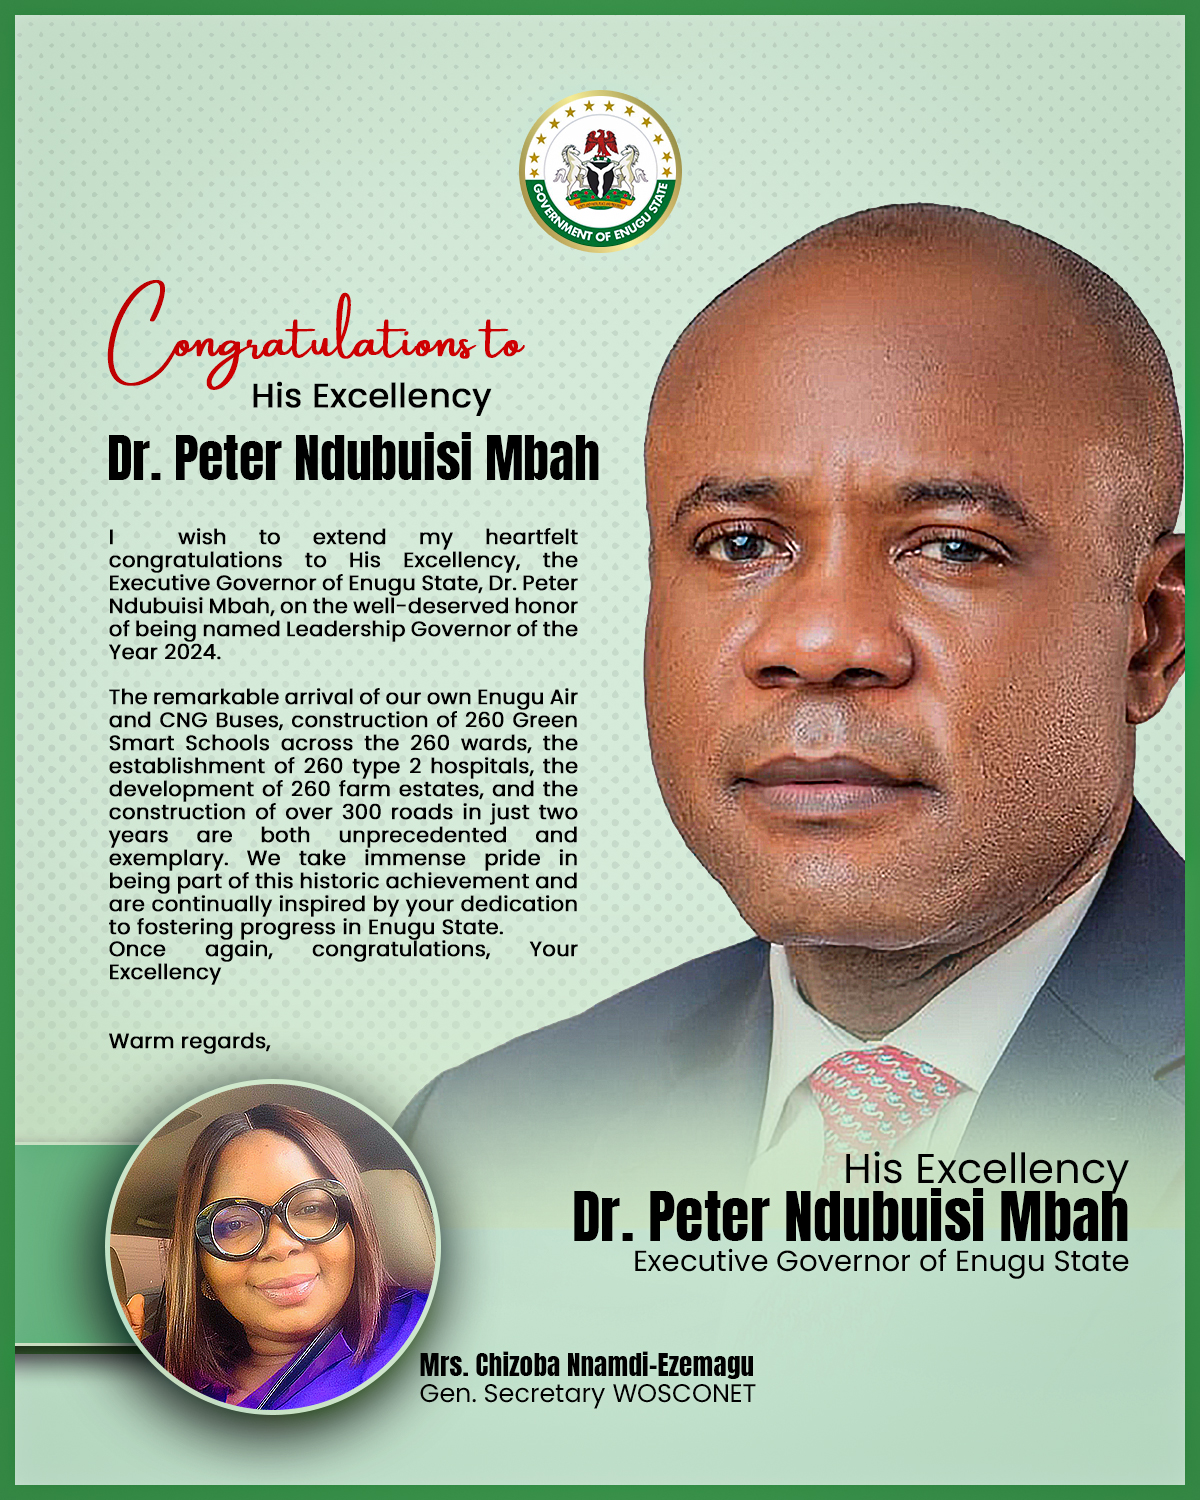 GOVERNMENT OF ENUGU STATE
Congratulations to
His Excellency
Dr. Peter Ndubuisi Mbah
I wish to extend my heartfelt
congratulations to His Excellency, the
Executive Governor of Enugu State, Dr. Peter
Ndubuisi Mbah, on the well-deserved honor
of being named Leadership Governor of the
Year 2024.
The remarkable arrival of our own Enugu Air
and CNG Buses, construction of 260 Green
Smart Schools across the 260 wards, the
establishment of 260 type 2 hospitals, the
development of 260 farm estates, and the
construction of over 300 roads in just two
years are both unprecedented and
exemplary. We take immense pride in
being part of this historic achievement and
are continually inspired by your dedication
to fostering progress in Enugu State.
Once again, congratulations, Your
Excellency
Warm regards,
His Excellency
Dr. Peter Ndubuisi Mbah
Executive Governor of Enugu State
Mrs. Chizoba Nnamdi-Ezemagu
Gen. Secretary WOSCONET